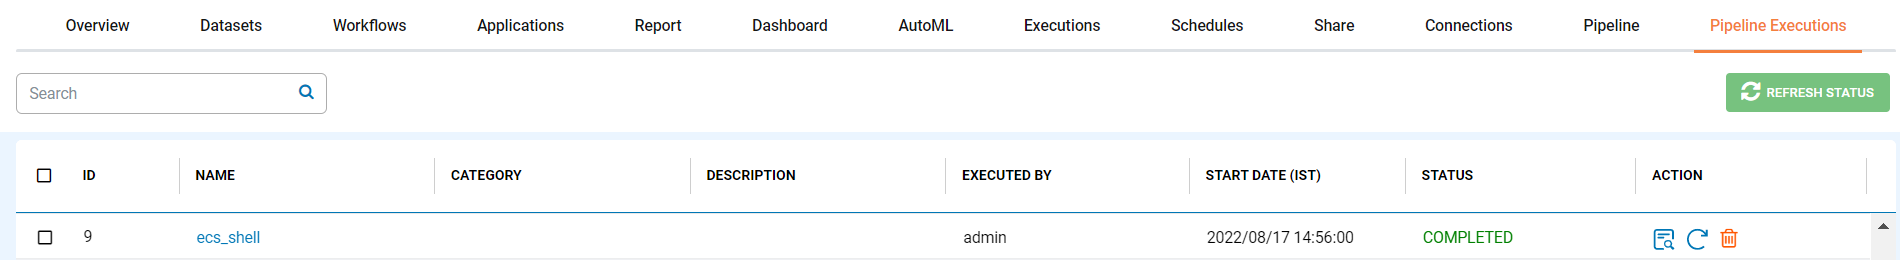 Overview Datasets Workflows Applications Report Dashboard AutoML Executions Schedules Share Connections Pipeline Pipeline Executions
Search REFRESH STATUS
ID NAME CATEGORY DESCRIPTION EXECUTED BY START DATE (IST) STATUS ACTION
9 ecs_shell admin 2022/08/17 14:56:00 COMPLETED